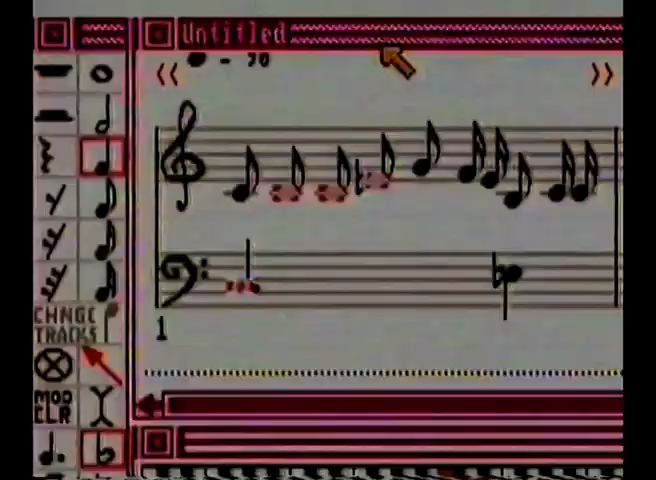 Untitled
= 70
CHNGE
TRACKS
MOD
CLR
1